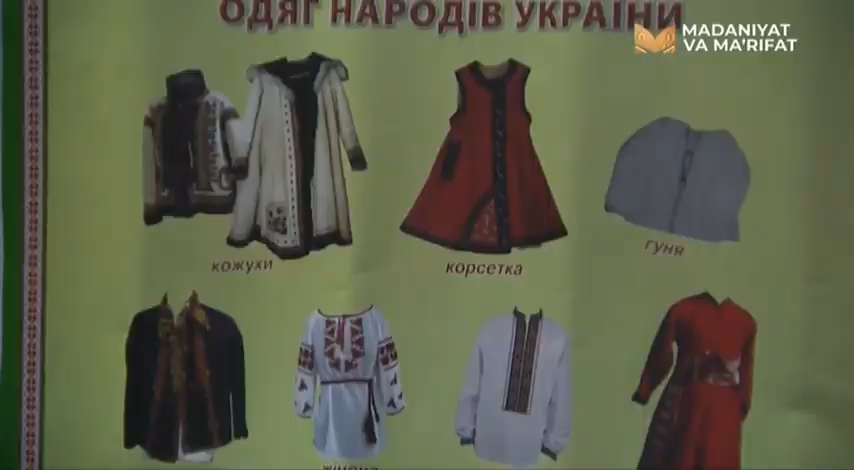 ОДЯГ НАРОДІВ УКРАЇНИ
MADANIYAT
VA MA'RIFAT
кожухи
корсетка
гуня